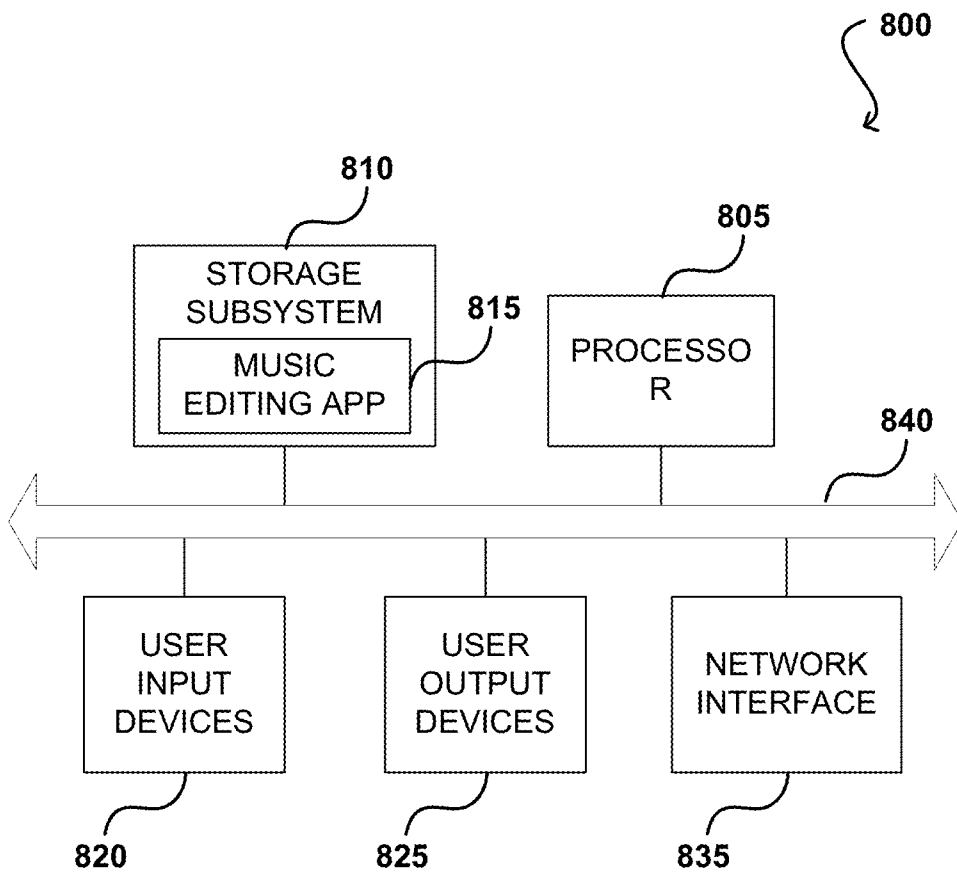 800
810
805
STORAGE
SUBSYSTEM
815
MUSIC
EDITING APP
PROCESSO
R
840
USER
INPUT
DEVICES
USER
OUTPUT
DEVICES
NETWORK
INTERFACE
820
825
835